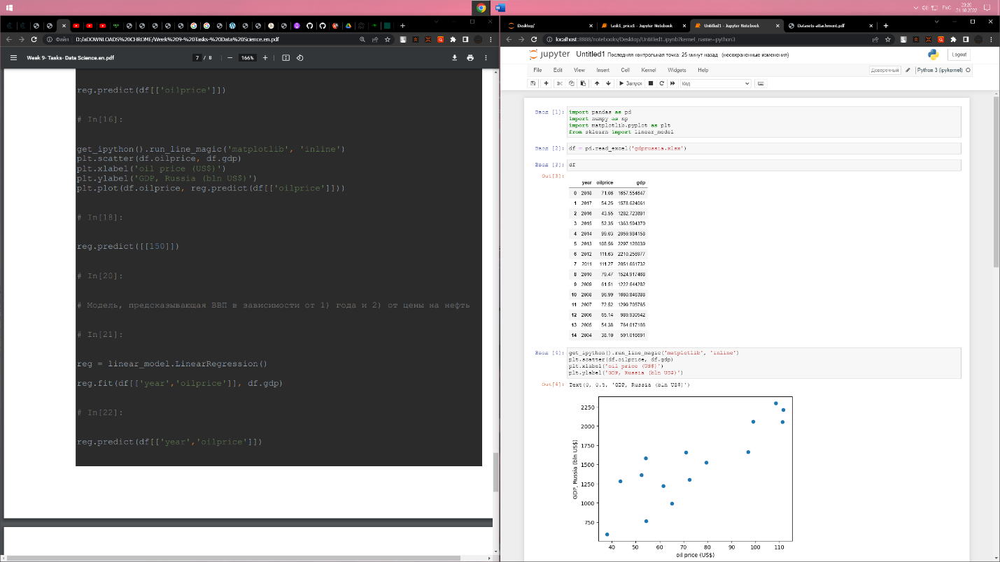 23:20
РУС
31.10.2022
Файл
D:/aDOWNLOADS%20CHROME/Week%209-%20Tasks-%20Data%20Science.en.pdf
Week 9- Tasks- Data Science.en.pdf
7 / 8
166%
reg.predict(df[['oilprice']])
# In[16]:
get_ipython().run_line_magic('matplotlib', 'inline')
plt.scatter(df.oilprice, df.gdp)
plt.xlabel('oil price (US$)')
plt.ylabel('GDP, Russia (bln US$)')
plt.plot(df.oilprice, reg.predict(df[['oilprice']]))
# In[18]:
reg.predict([[150]])
# In[20]:
# Модель, предсказывающая ВВП в зависимости от 1) года и 2) от цены на нефть
# In[21]:
reg = linear_model.LinearRegression()
reg.fit(df[['year','oilprice']], df.gdp)
# In[22]:
reg.predict(df[['year','oilprice']])
Desktop/
task1_price1 - Jupyter Notebook
Untitled1 - Jupyter Notebook
Datasets-attachment.pdf
localhost:8888/notebooks/Desktop/Untitled1.ipynb?kernel_name=python3
jupyter Untitled1 Последняя контрольная точка: 25 минут назад (несохраненные изменения)
Logout
File Edit View Insert Cell Kernel Widgets Help
Доверенный
Python 3 (ipykernel)
Запуск
Код
Ввод [1]: import pandas as pd
import numpy as np
import matplotlib.pyplot as plt
from sklearn import linear_model
Ввод [2]: df = pd.read_excel('gdprussia.xlsx')
Ввод [3]: df
Out[3]:
year oilprice gdp
0 2018 71.06 1657.554647
1 2017 54.25 1578.624061
2 2016 43.55 1282.723881
3 2015 52.35 1363.594370
4 2014 99.03 2059.984158
5 2013 108.56 2297.128039
6 2012 111.63 2210.256977
7 2011 111.27 2051.661732
8 2010 79.47 1524.917468
9 2009 61.51 1222.644282
10 2008 96.99 1660.846388
11 2007 72.52 1299.705765
12 2006 65.14 989.930542
13 2005 54.38 764.017108
14 2004 38.10 591.016691
Ввод [4]: get_ipython().run_line_magic('matplotlib', 'inline')
plt.scatter(df.oilprice, df.gdp)
plt.xlabel('oil price (US$)')
plt.ylabel('GDP, Russia (bln US$)')
Out[4]: Text(0, 0.5, 'GDP, Russia (bln US$)')
2250
2000
1750
1500
1250
1000
750
GDP, Russia (bln US$)
40 50 60 70 80 90 100 110
oil price (US$)